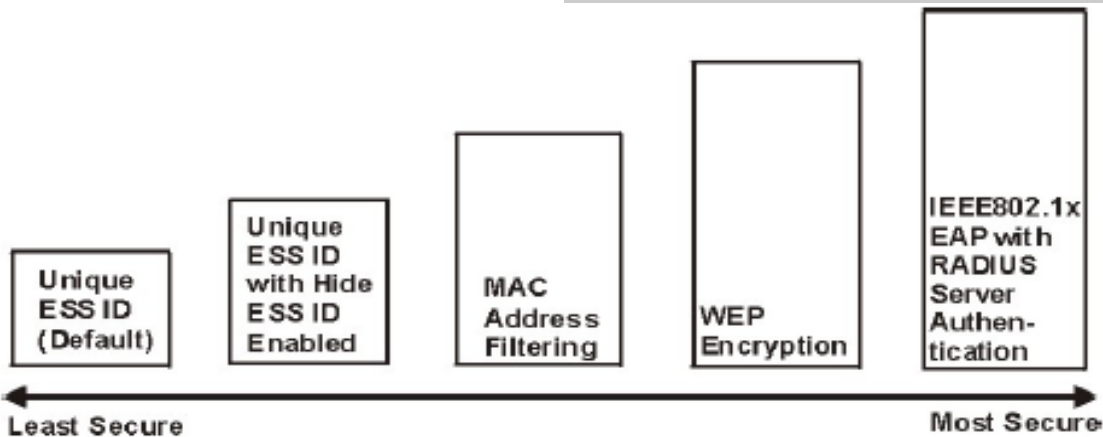 Unique
ESS ID
(Default)
Unique
ESS ID
with Hide
ESS ID
Enabled
MAC
Address
Filtering
WEP
Encryption
IEEE802.1x
EAP with
RADIUS
Server
Authen-
tication
Least Secure
Most Secure